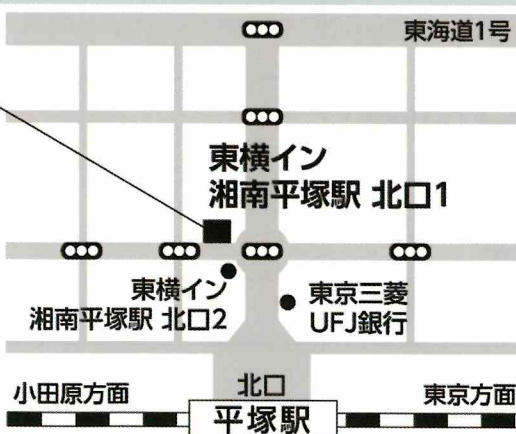 東海道1号
東横イン
湘南平塚駅 北口1
東横イン
湘南平塚駅 北口2
東京三菱
UFJ銀行
小田原方面
北口
東京方面
平塚駅